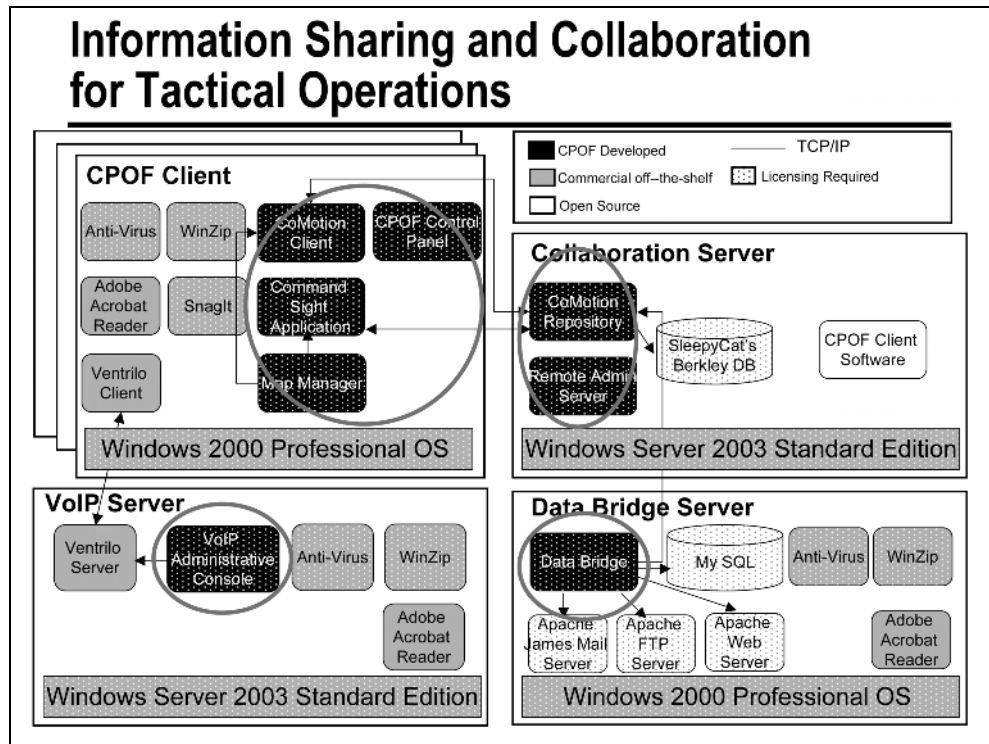 Information Sharing and Collaboration
for Tactical Operations
CPOF Developed
TCP/IP
Commercial off--the-shelf
Licensing Required
Open Source
CPOF Client
Anti-Virus
WinZip
CoMotion
Client
CPOF Control
Panel
Adobe
Acrobat
Reader
SnagIt
Command
Sight
Application
Ventrilo
Client
Map Manager
Windows 2000 Professional OS
Collaboration Server
CoMotion
Repository
SleepyCat's
Berkley DB
CPOF Client
Software
Remote Admin
Server
Windows Server 2003 Standard Edition
VoIP Server
Ventrilo
Server
VoIP
Administrative
Console
Anti-Virus
WinZip
Adobe
Acrobat
Reader
Windows Server 2003 Standard Edition
Data Bridge Server
Data Bridge
My SQL
Anti-Virus
WinZip
Apache
James Mail
Server
Apache
FTP
Server
Apache
Web
Server
Adobe
Acrobat
Reader
Windows 2000 Professional OS